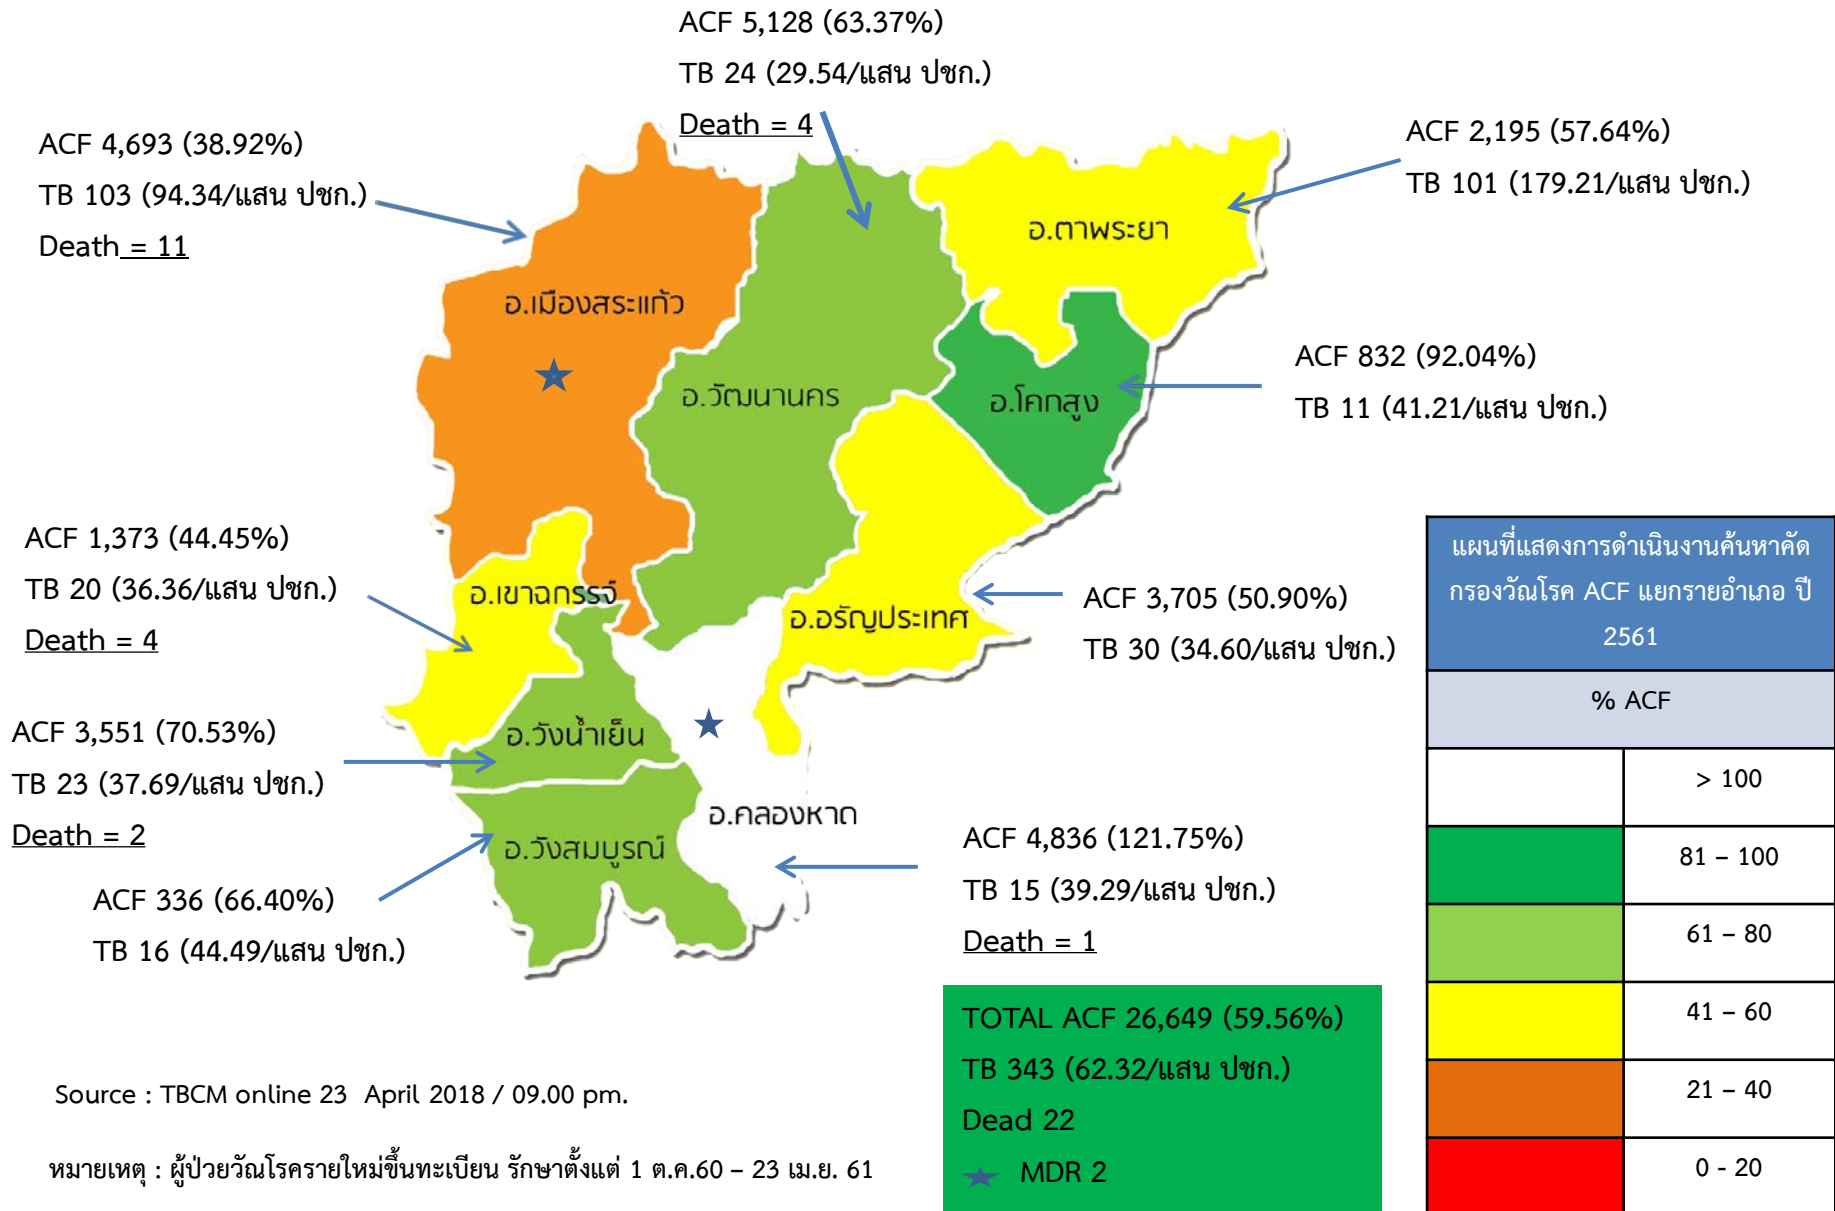 ACF 5,128 (63.37%)
TB 24 (29.54/แสน ปชก.)
Death = 4
ACF 4,693 (38.92%)
TB 103 (94.34/แสน ปชก.)
Death = 11
ACF 2,195 (57.64%)
TB 101 (179.21/แสน ปชก.)
อ.ตาพระยา
อ.เมืองสระแก้ว
อ.วัฒนานคร
อ.โคกสูง
ACF 832 (92.04%)
TB 11 (41.21/แสน ปชก.)
ACF 1,373 (44.45%)
TB 20 (36.36/แสน ปชก.)
Death = 4
อ.เขาฉกรรจ์
อ.อรัญประเทศ
ACF 3,705 (50.90%)
TB 30 (34.60/แสน ปชก.)
ACF 3,551 (70.53%)
TB 23 (37.69/แสน ปชก.)
Death = 2
อ.วังน้ำเย็น
อ.คลองหาด
อ.วังสมบูรณ์
ACF 336 (66.40%)
TB 16 (44.49/แสน ปชก.)
ACF 4,836 (121.75%)
TB 15 (39.29/แสน ปชก.)
Death = 1
TOTAL ACF 26,649 (59.56%)
TB 343 (62.32/แสน ปชก.)
Dead 22
MDR 2
แผนที่แสดงการดำเนินงานค้นหาคัด
กรองวัณโรค ACF แยกรายอำเภอ ปี
2561
% ACF
> 100
81 – 100
61 – 80
41 – 60
21 – 40
0 - 20
Source : TBCM online 23 April 2018 / 09.00 pm.
หมายเหตุ : ผู้ป่วยวัณโรครายใหม่ขึ้นทะเบียน รักษาตั้งแต่ 1 ต.ค.60 – 23 เม.ย. 61